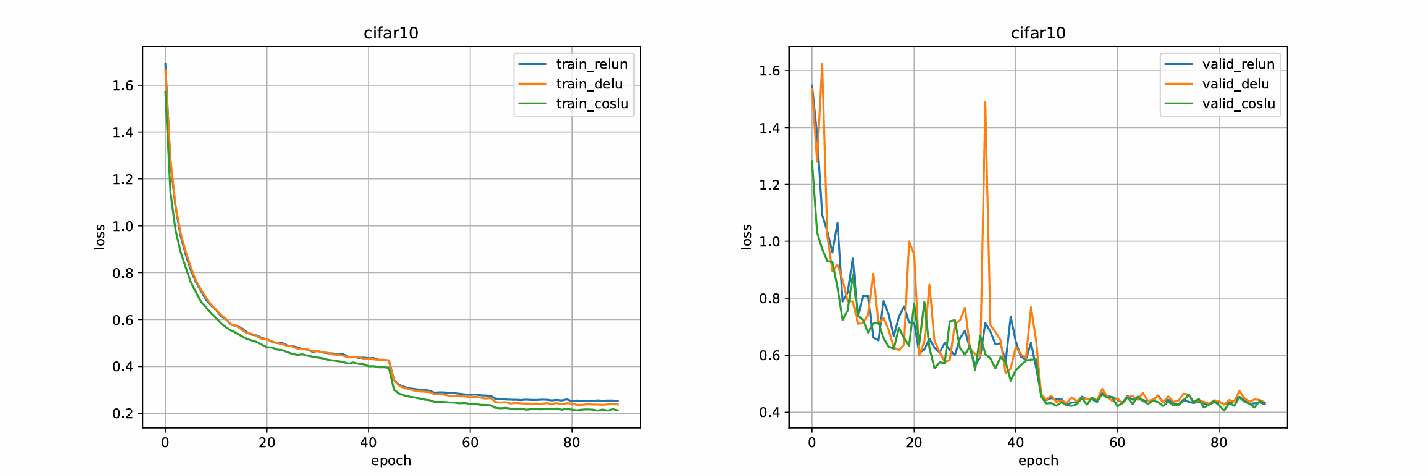 cifar10
train_relun
train_delu
train_coslu
1.6
1.4
1.2
1.0
0.8
0.6
0.4
0.2
loss
0 20 40 60 80
epoch
cifar10
valid_relun
valid_delu
valid_coslu
1.6
1.4
1.2
1.0
0.8
0.6
0.4
loss
0 20 40 60 80
epoch